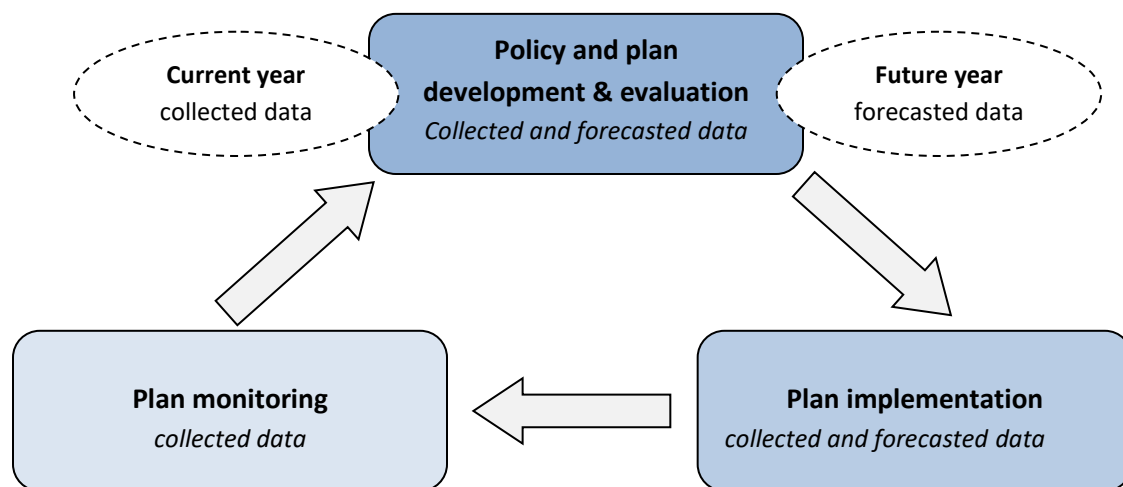 Current year
collected data
Policy and plan
development & evaluation
Collected and forecasted data
Future year
forecasted data
Plan monitoring
collected data
Plan implementation
collected and forecasted data